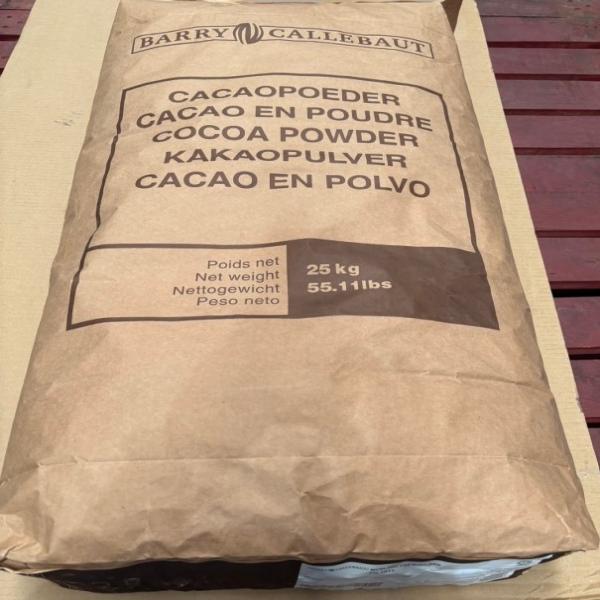 BARRY CALLEBAUT
CACAOPOEDER
CACAO EN POUDRE
COCOA POWDER
KAKAOPULVER
CACAO EN POLVO
Poids net
Net weight
Nettogewicht
Peso neto
25 kg
55.11lbs